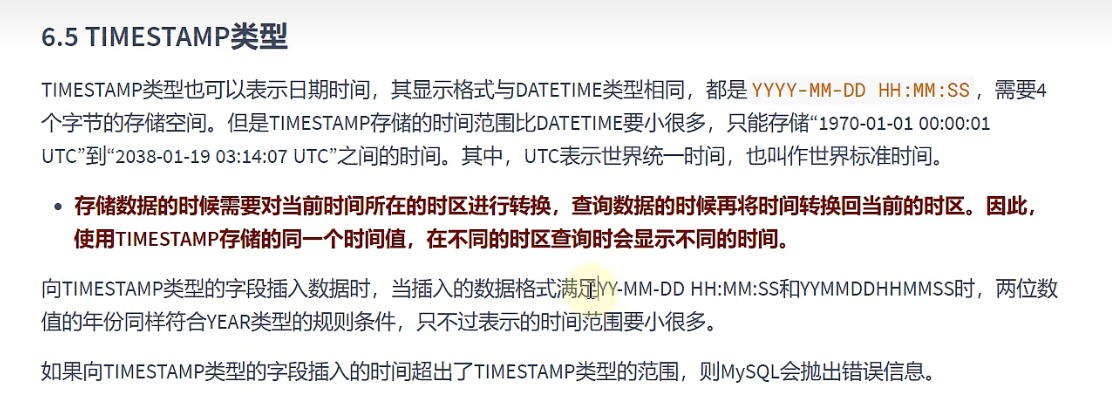 6.5 TIMESTAMP类型
TIMESTAMP类型也可以表示日期时间，其显示格式与DATETIME类型相同，都是 YYYY-MM-DD HH:MM:SS ，需要4
个字节的存储空间。但是TIMESTAMP存储的时间范围比DATETIME要小很多，只能存储“1970-01-01 00:00:01
UTC”到“2038-01-19 03:14:07 UTC”之间的时间。其中，UTC表示世界统一时间，也叫作世界标准时间。
• 存储数据的时候需要对当前时间所在的时区进行转换，查询数据的时候再将时间转换回当前的时区。因此，
使用TIMESTAMP存储的同一个时间值，在不同的时区查询时会显示不同的时间。
向TIMESTAMP类型的字段插入数据时，当插入的数据格式满足YY-MM-DD HH:MM:SS和YYMMDDHHMMSS时，两位数
值的年份同样符合YEAR类型的规则条件，只不过表示的时间范围要小很多。
如果向TIMESTAMP类型的字段插入的时间超出了TIMESTAMP类型的范围，则MySQL会抛出错误信息。